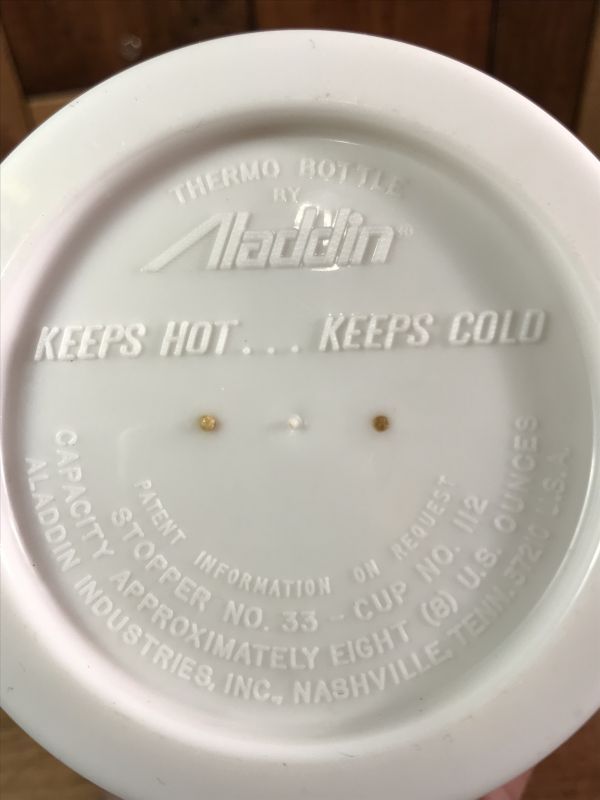 THERMO BOTTLE
BY
Aladdin®
KEEPS HOT... KEEPS COLD
PATENT INFORMATION ON REQUEST
STOPPER NO. 33 - CUP NO. 112
CAPACITY APPROXIMATELY EIGHT (8) U.S. OUNCES
ALADDIN INDUSTRIES, INC., NASHVILLE, TENN. 37210 U.S.A.